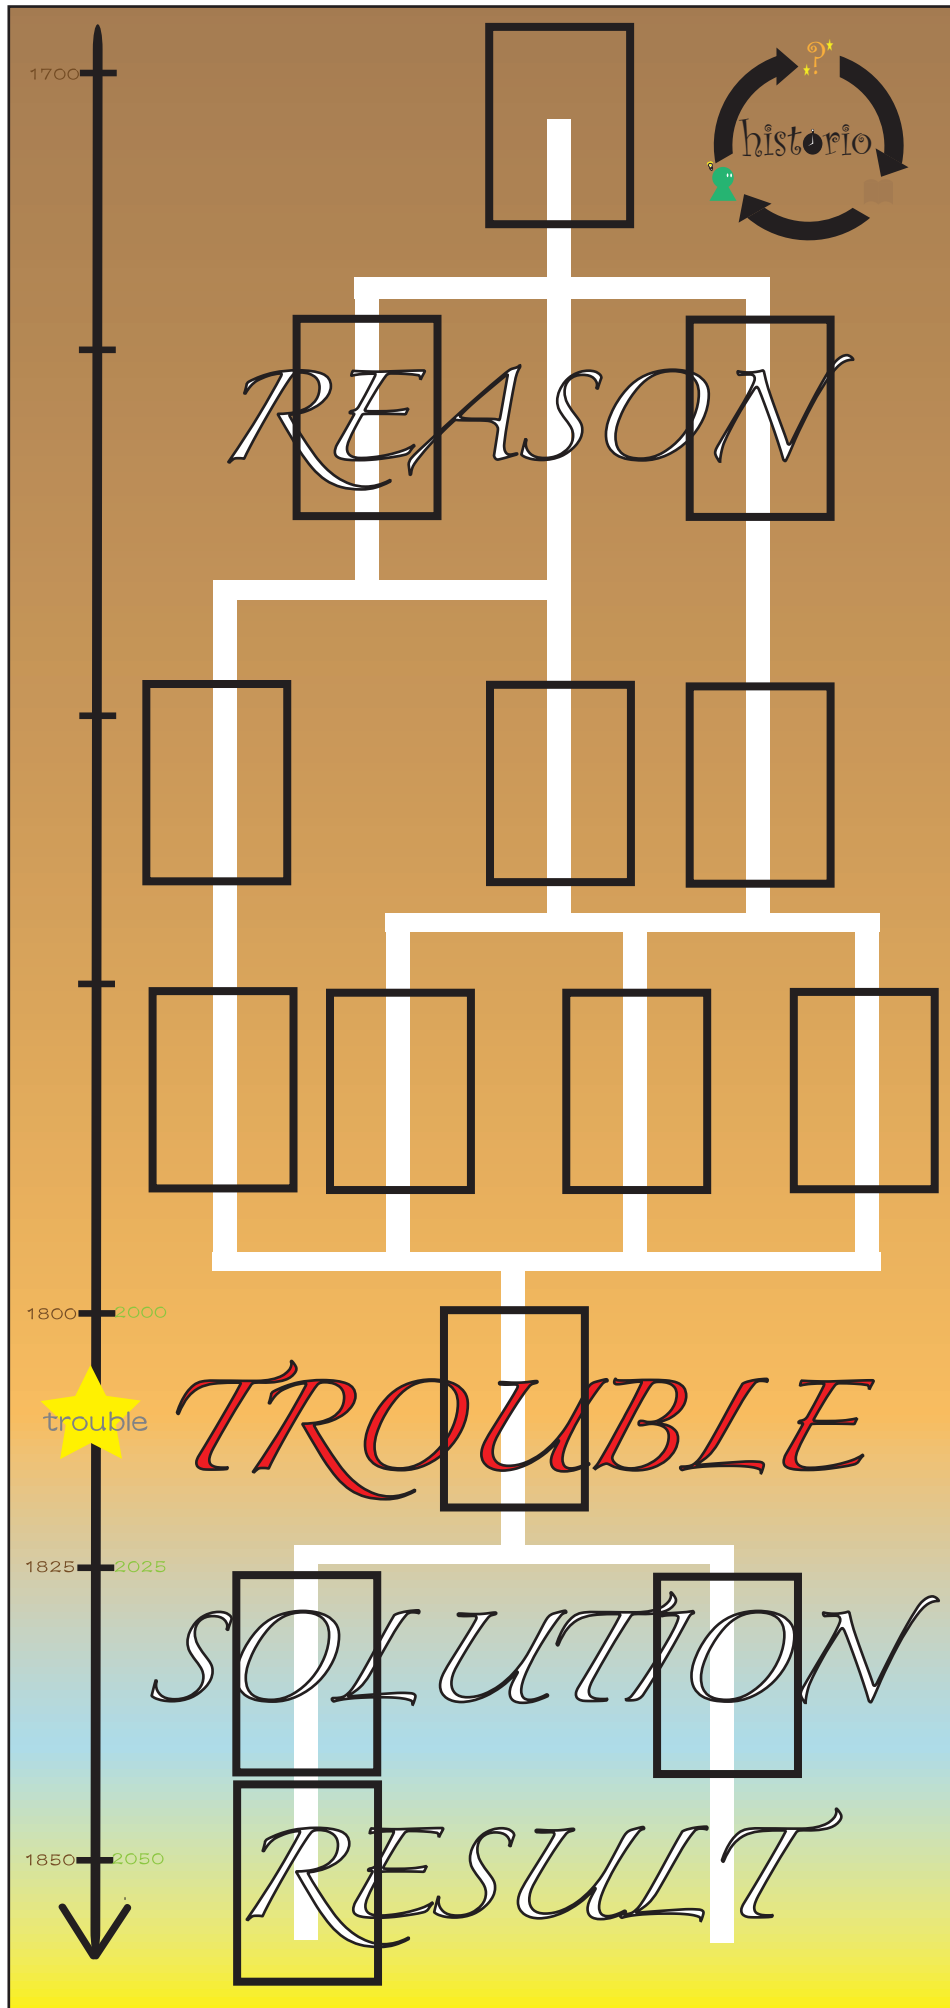 1700
?
historio
REASON
1800 2000
TROUBLE
trouble
1825 2025
SOLUTION
RESULT
1850 2050